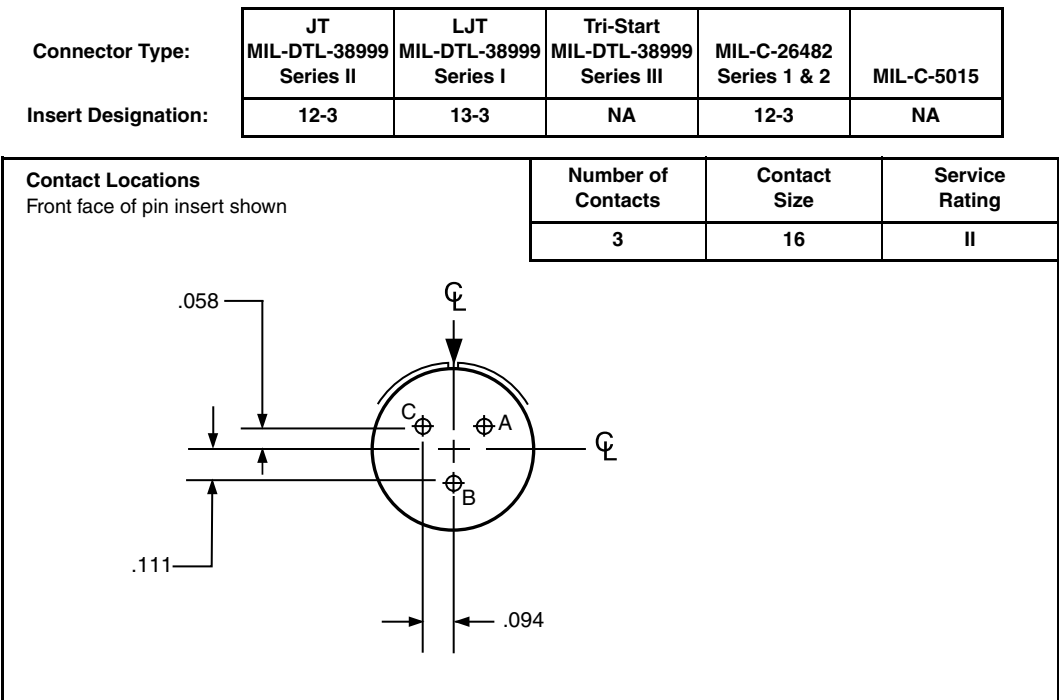 Connector Type:
JT
MIL-DTL-38999
Series II
LJT
MIL-DTL-38999
Series I
Tri-Start
MIL-DTL-38999
Series III
MIL-C-26482
Series 1 & 2
MIL-C-5015
Insert Designation:
12-3
13-3
NA
12-3
NA
Contact Locations
Front face of pin insert shown
Number of
Contacts
Contact
Size
Service
Rating
3
16
II
.058
℄
C
A
℄
B
.111
.094